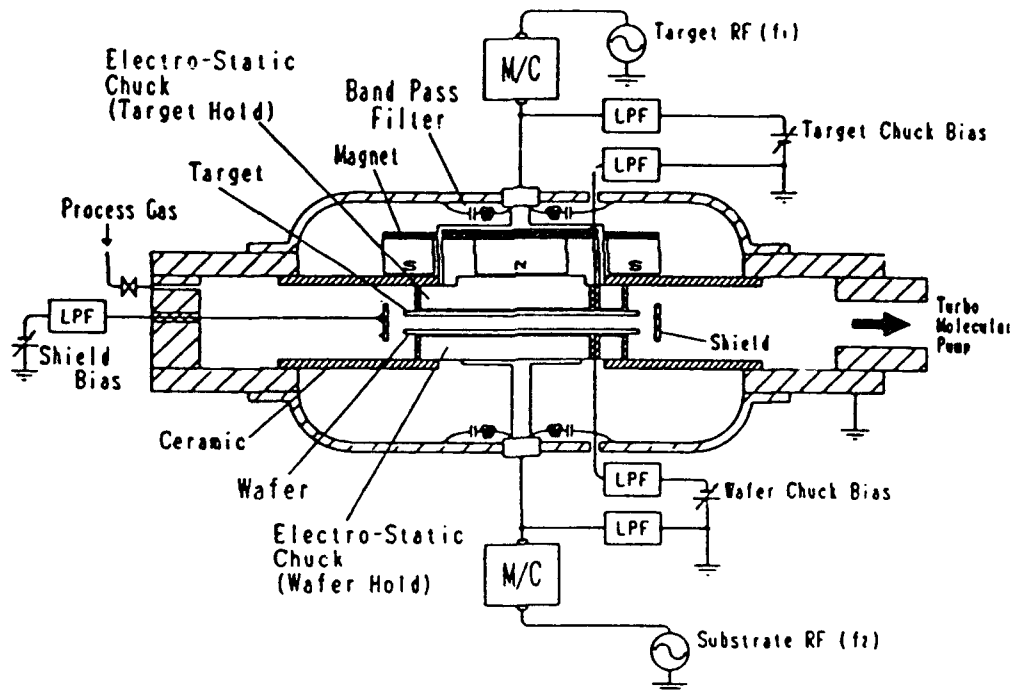 Target RF (f1)
M/C
Electro-Static
Chuck
(Target Hold)
Band Pass
Filter
LPF
Target Chuck Bias
LPF
Magnet
Target
Process Gas
S
N
S
LPF
Shield
Bias
Shield
Turbo
Molecular
Pump
Ceramic
Wafer
LPF
Wafer Chuck Bias
LPF
Electro-Static
Chuck
(Wafer Hold)
M/C
Substrate RF (f2)